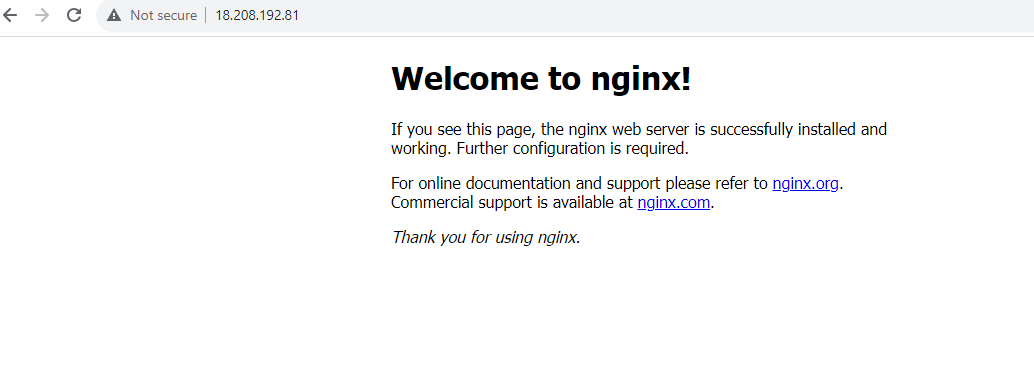 Not secure | 18.208.192.81
Welcome to nginx!
If you see this page, the nginx web server is successfully installed and
working. Further configuration is required.
For online documentation and support please refer to nginx.org.
Commercial support is available at nginx.com.
Thank you for using nginx.